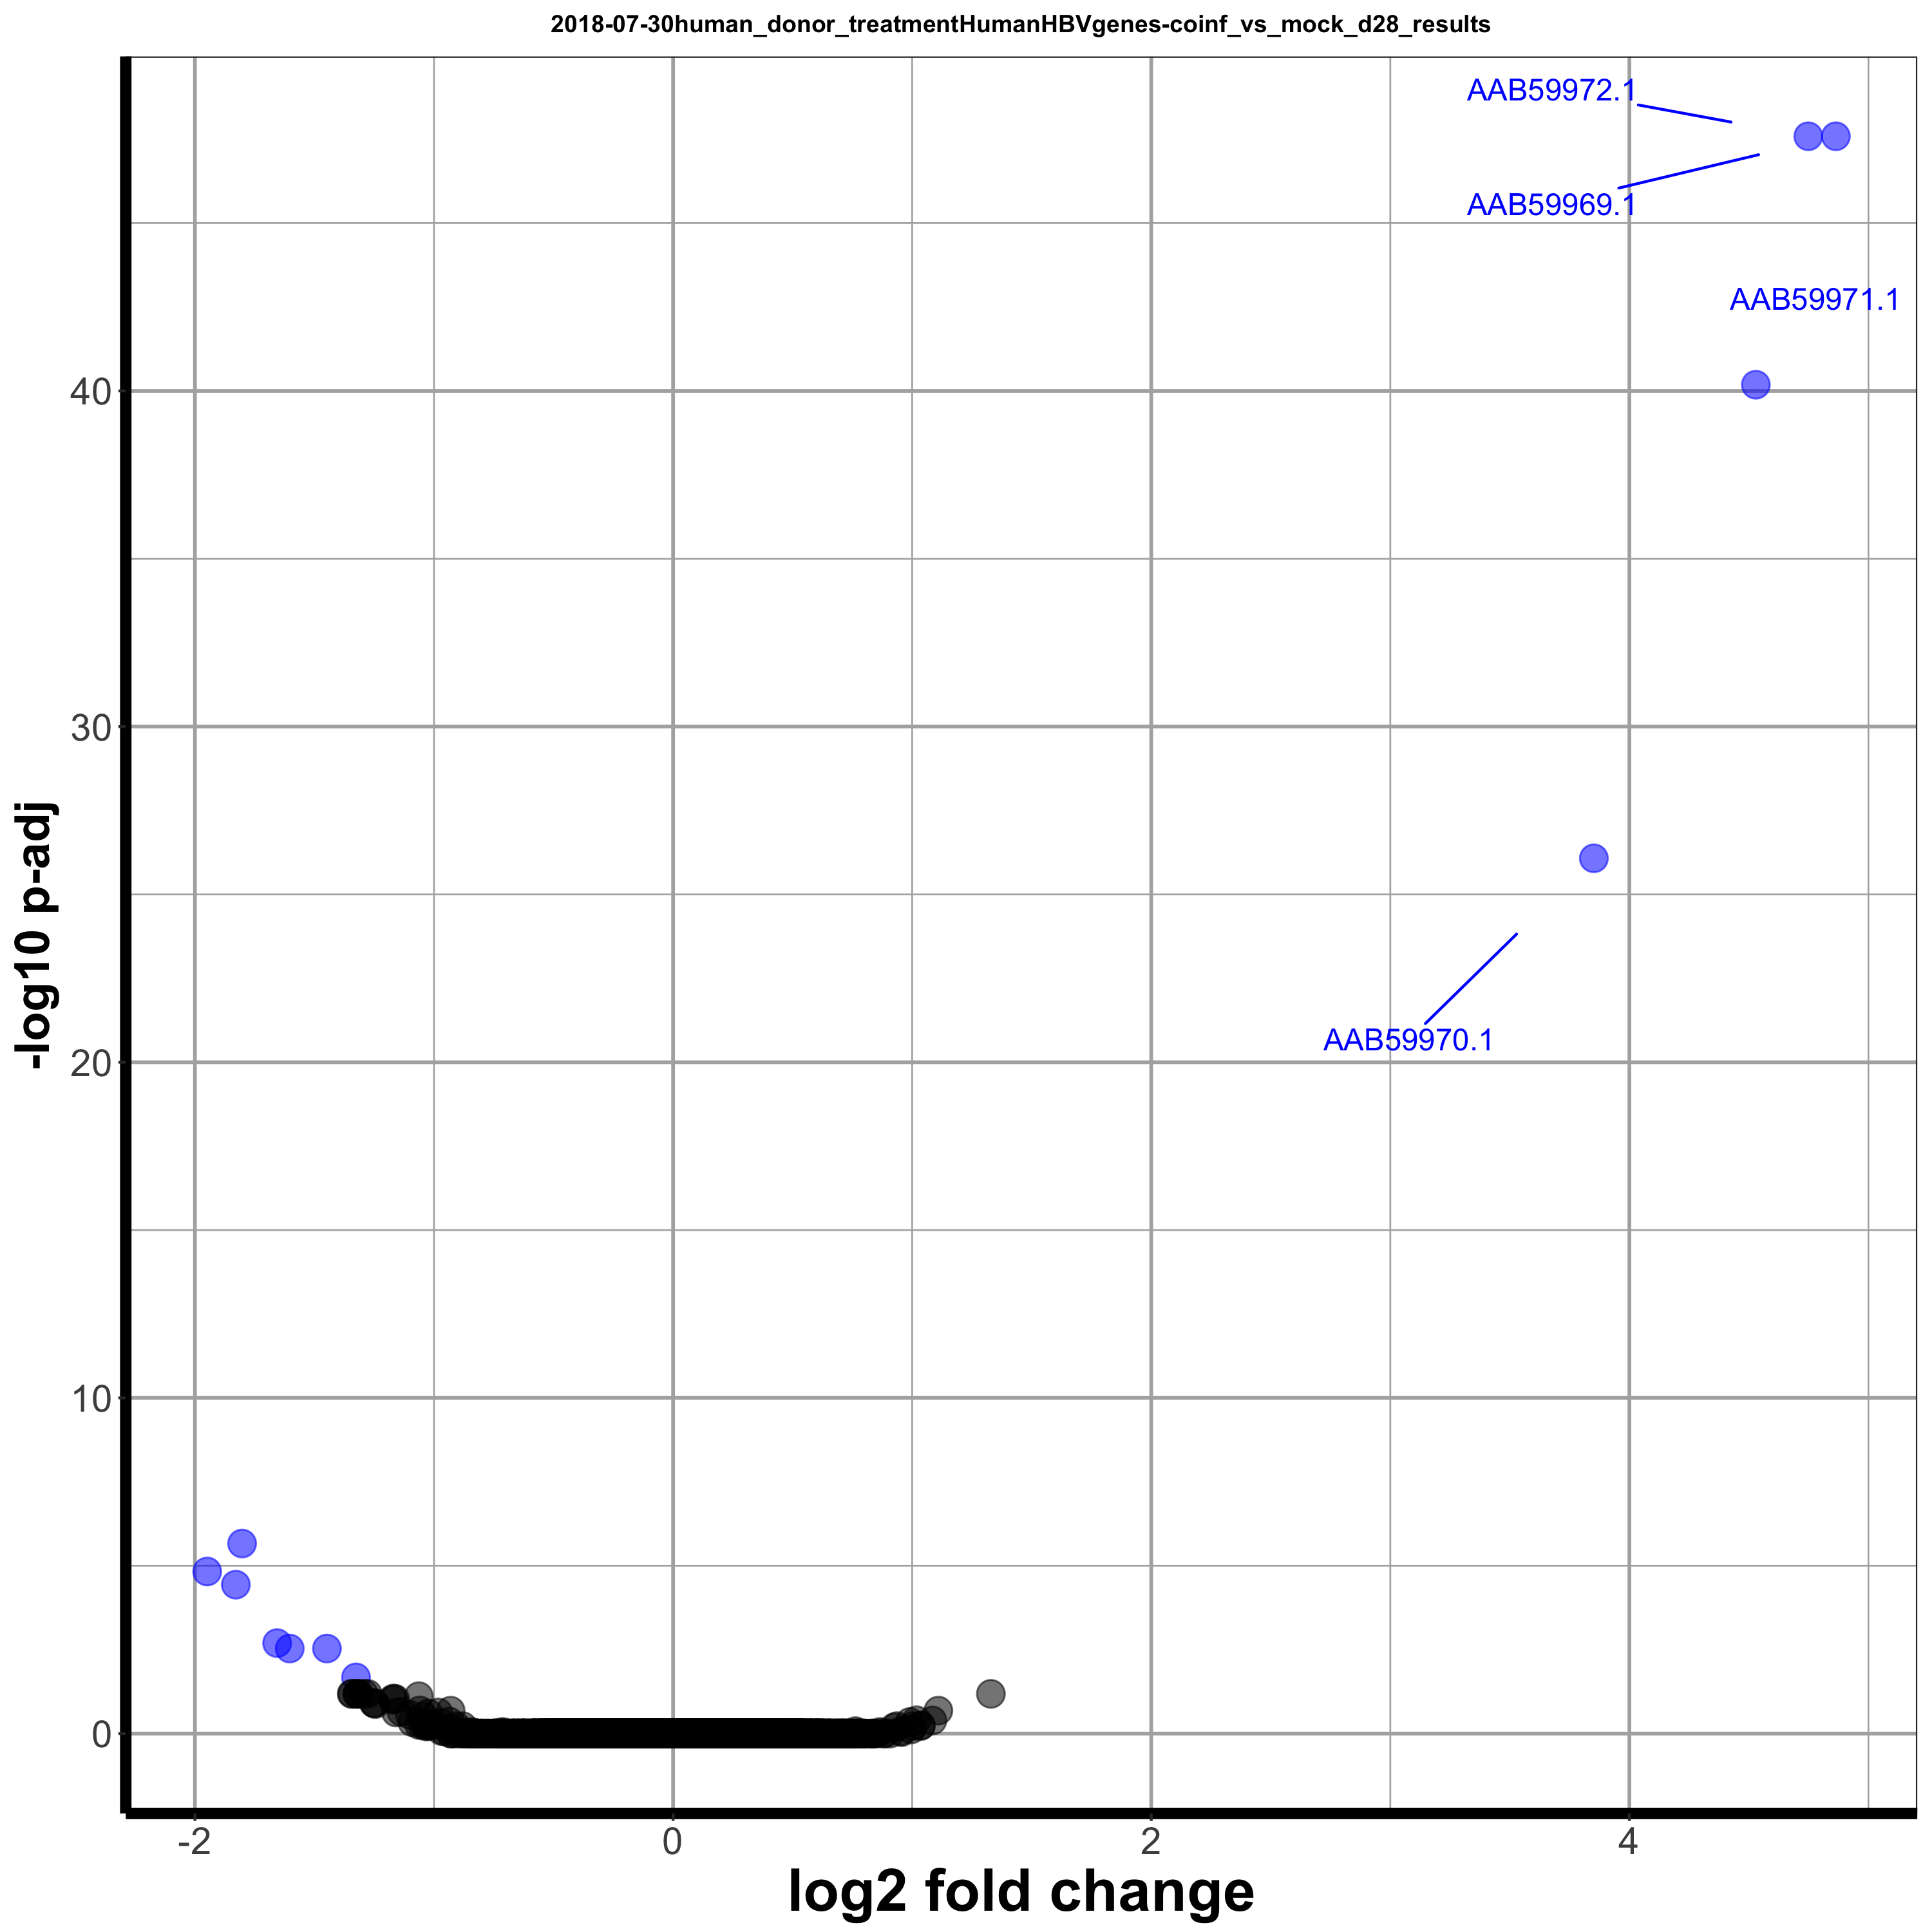 2018-07-30human_donor_treatmentHumanHBVgenes-coinf_vs_mock_d28_results
AAB59972.1
AAB59969.1
AAB59971.1
40
30
-log10 p-adj
AAB59970.1
20
10
0
-2 0 2 4
log2 fold change